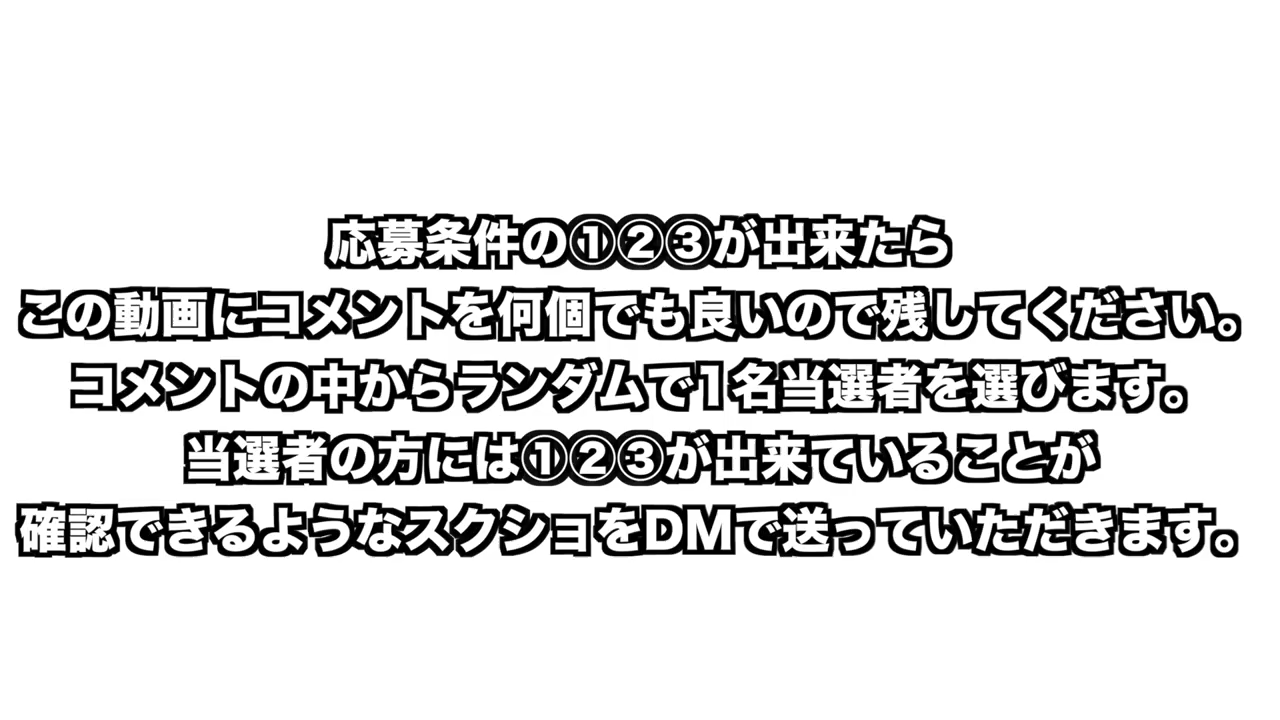 応募条件の①②③が出来たら
この動画にコメントを何個でも良いので残してください。
コメントの中からランダムで1名当選者を選びます。
当選者の方には①②③が出来ていることが
確認できるようなスクショをDMで送っていただきます。